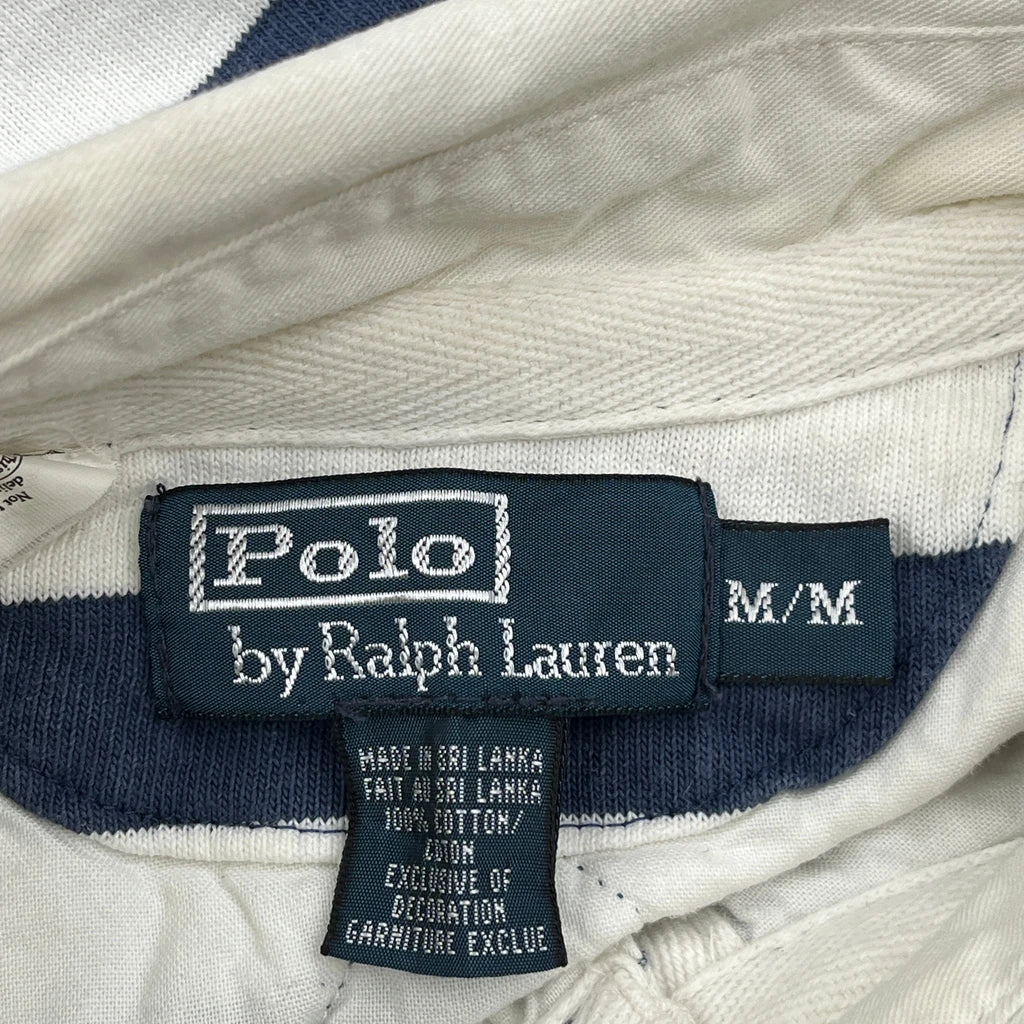 Polo
by Ralph Lauren
M/M
MADE IN SRI LANKA
FAIT AU SRI LANKA
100% COTTON/
COTON
EXCLUSIVE OF
DECORATION
GARNITURE EXCLUE
Not